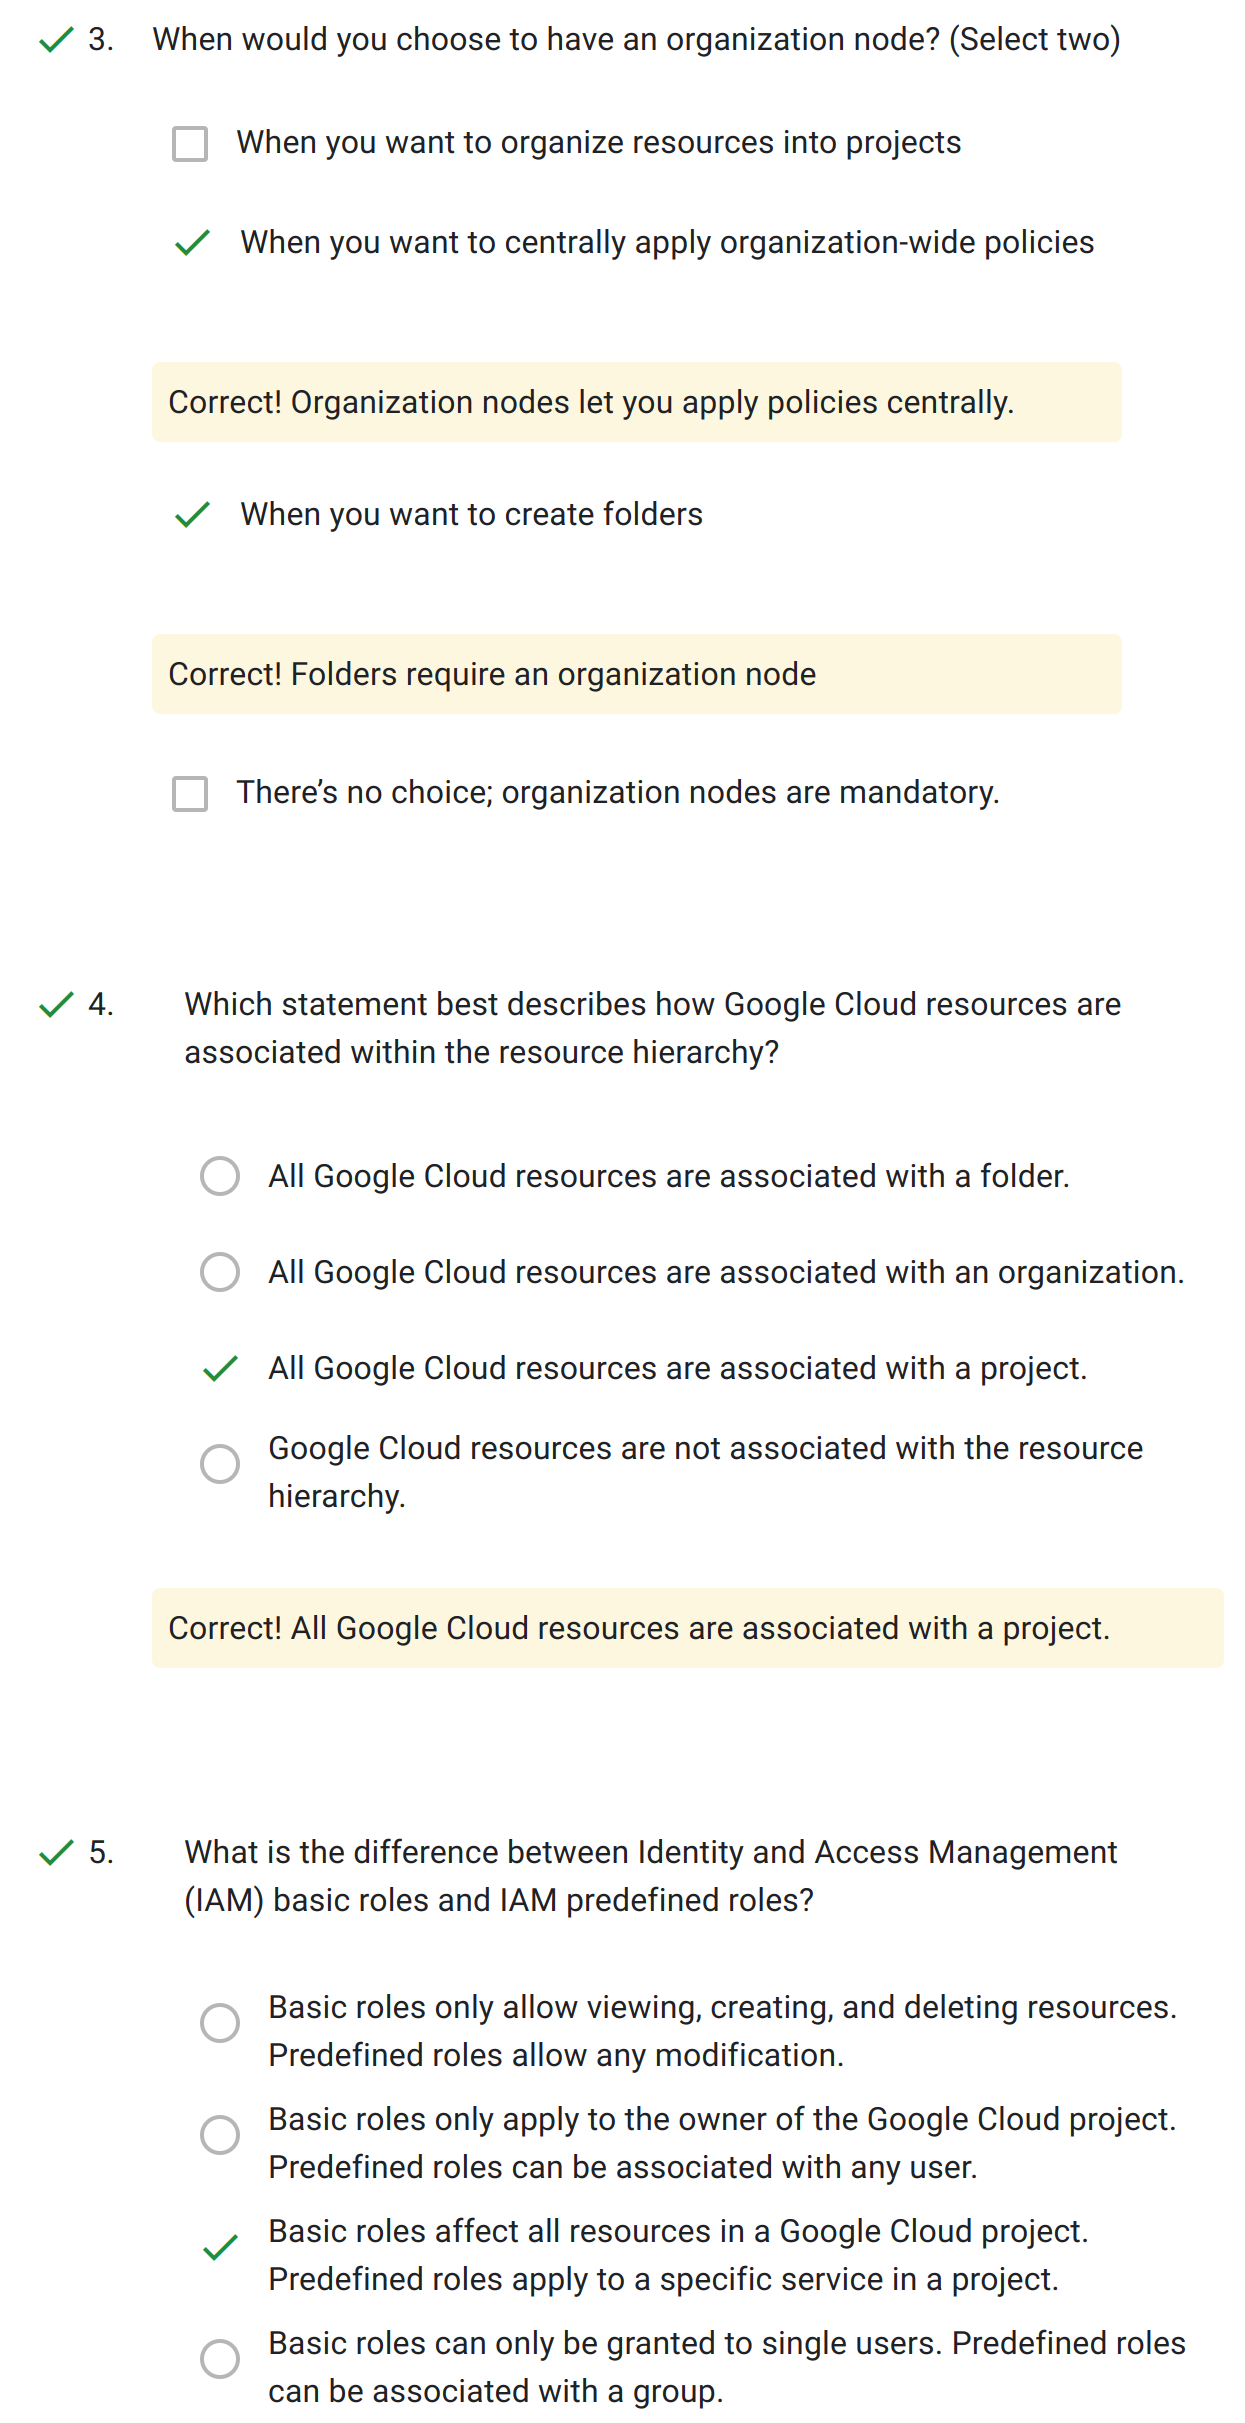 3. When would you choose to have an organization node? (Select two)
When you want to organize resources into projects
When you want to centrally apply organization-wide policies
Correct! Organization nodes let you apply policies centrally.
When you want to create folders
Correct! Folders require an organization node
There’s no choice; organization nodes are mandatory.
4. Which statement best describes how Google Cloud resources are
associated within the resource hierarchy?
All Google Cloud resources are associated with a folder.
All Google Cloud resources are associated with an organization.
All Google Cloud resources are associated with a project.
Google Cloud resources are not associated with the resource
hierarchy.
Correct! All Google Cloud resources are associated with a project.
5. What is the difference between Identity and Access Management
(IAM) basic roles and IAM predefined roles?
Basic roles only allow viewing, creating, and deleting resources.
Predefined roles allow any modification.
Basic roles only apply to the owner of the Google Cloud project.
Predefined roles can be associated with any user.
Basic roles affect all resources in a Google Cloud project.
Predefined roles apply to a specific service in a project.
Basic roles can only be granted to single users. Predefined roles
can be associated with a group.